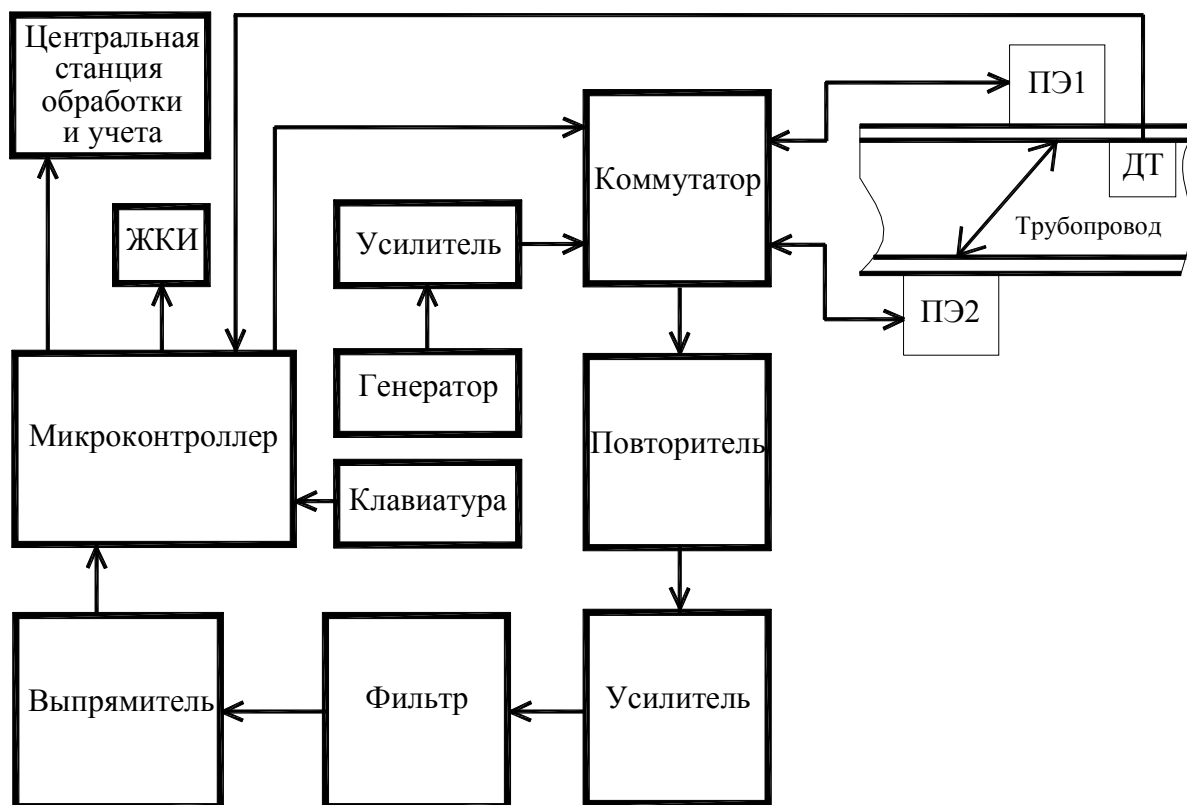 Центральная
станция
обработки
и учета
ПЭ1
Коммутатор
ДТ
ЖКИ
Усилитель
Трубопровод
ПЭ2
Генератор
Микроконтроллер
Повторитель
Клавиатура
Выпрямитель
Фильтр
Усилитель